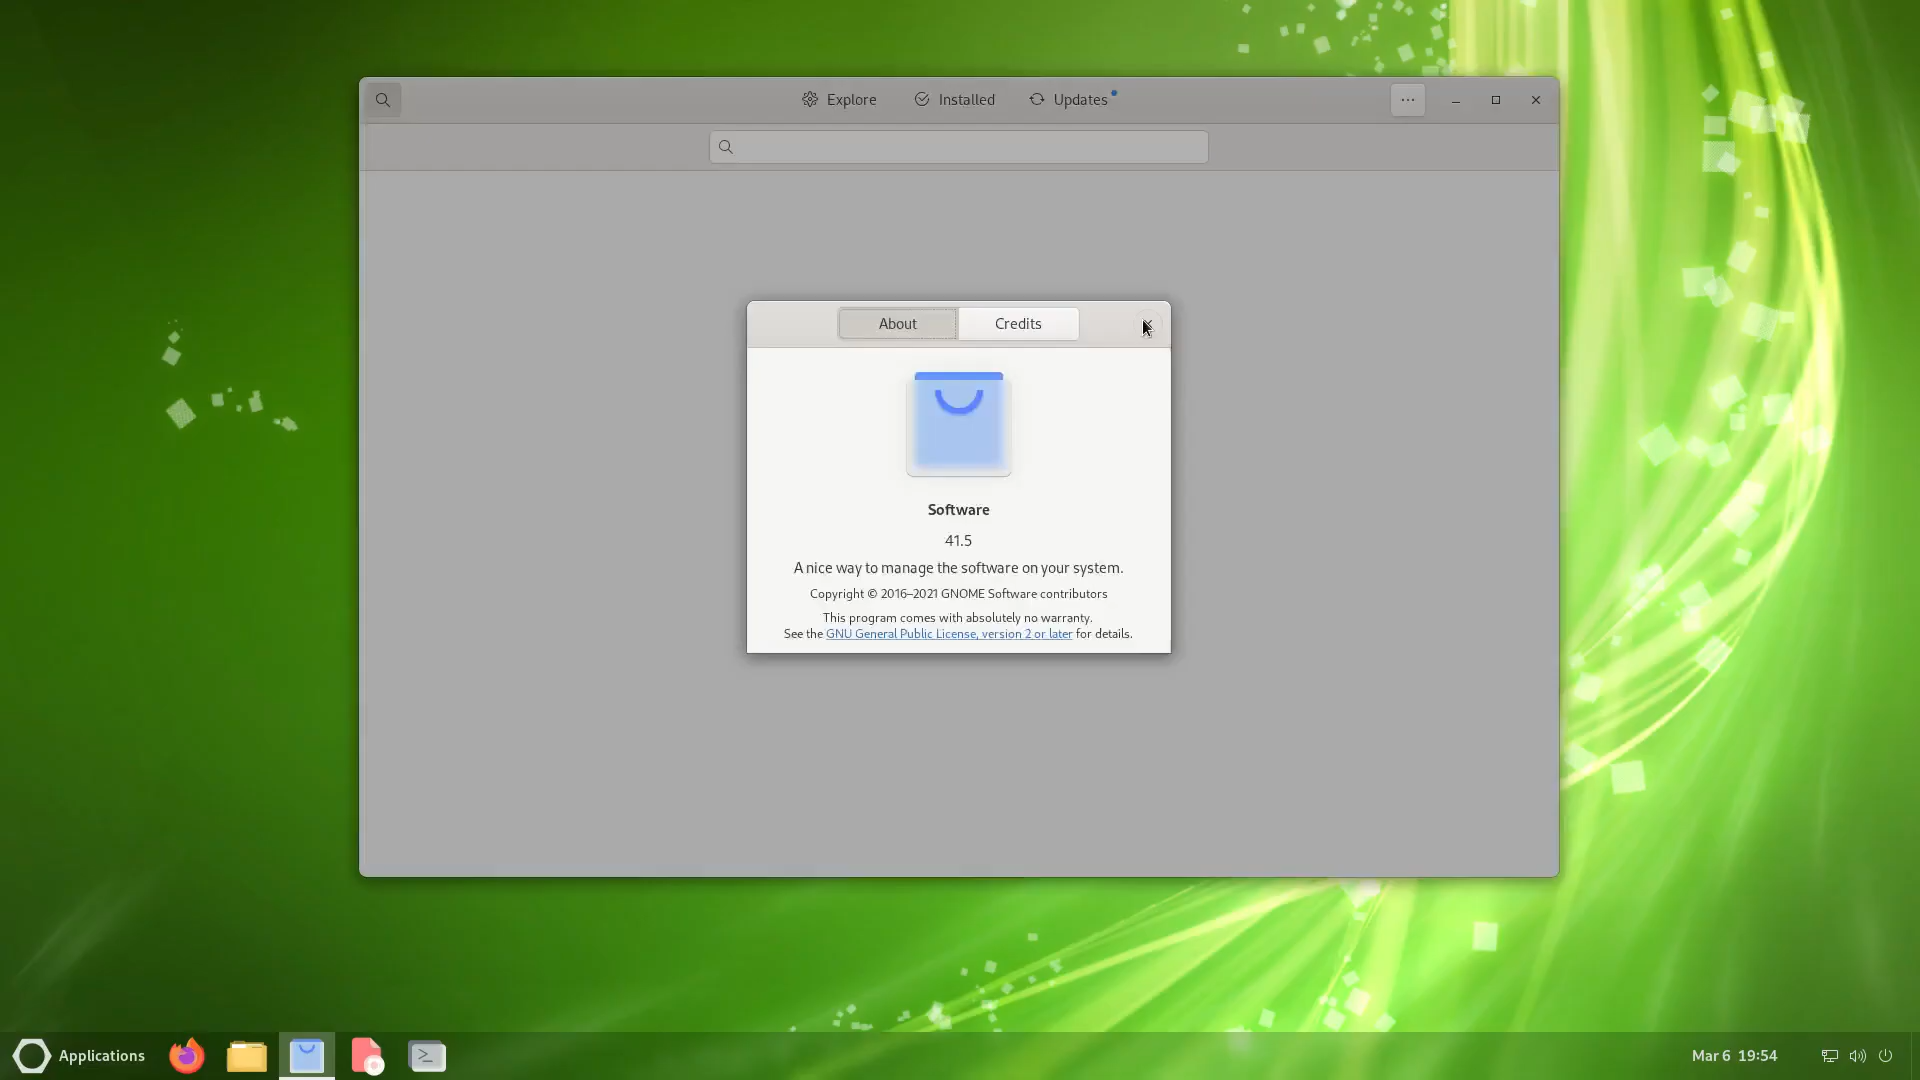 Explore
Installed
Updates
About
Credits
Software
41.5
A nice way to manage the software on your system.
Copyright © 2016–2021 GNOME Software contributors
This program comes with absolutely no warranty.
See the GNU General Public License, version 2 or later for details.
Applications
Mar 6 19:54